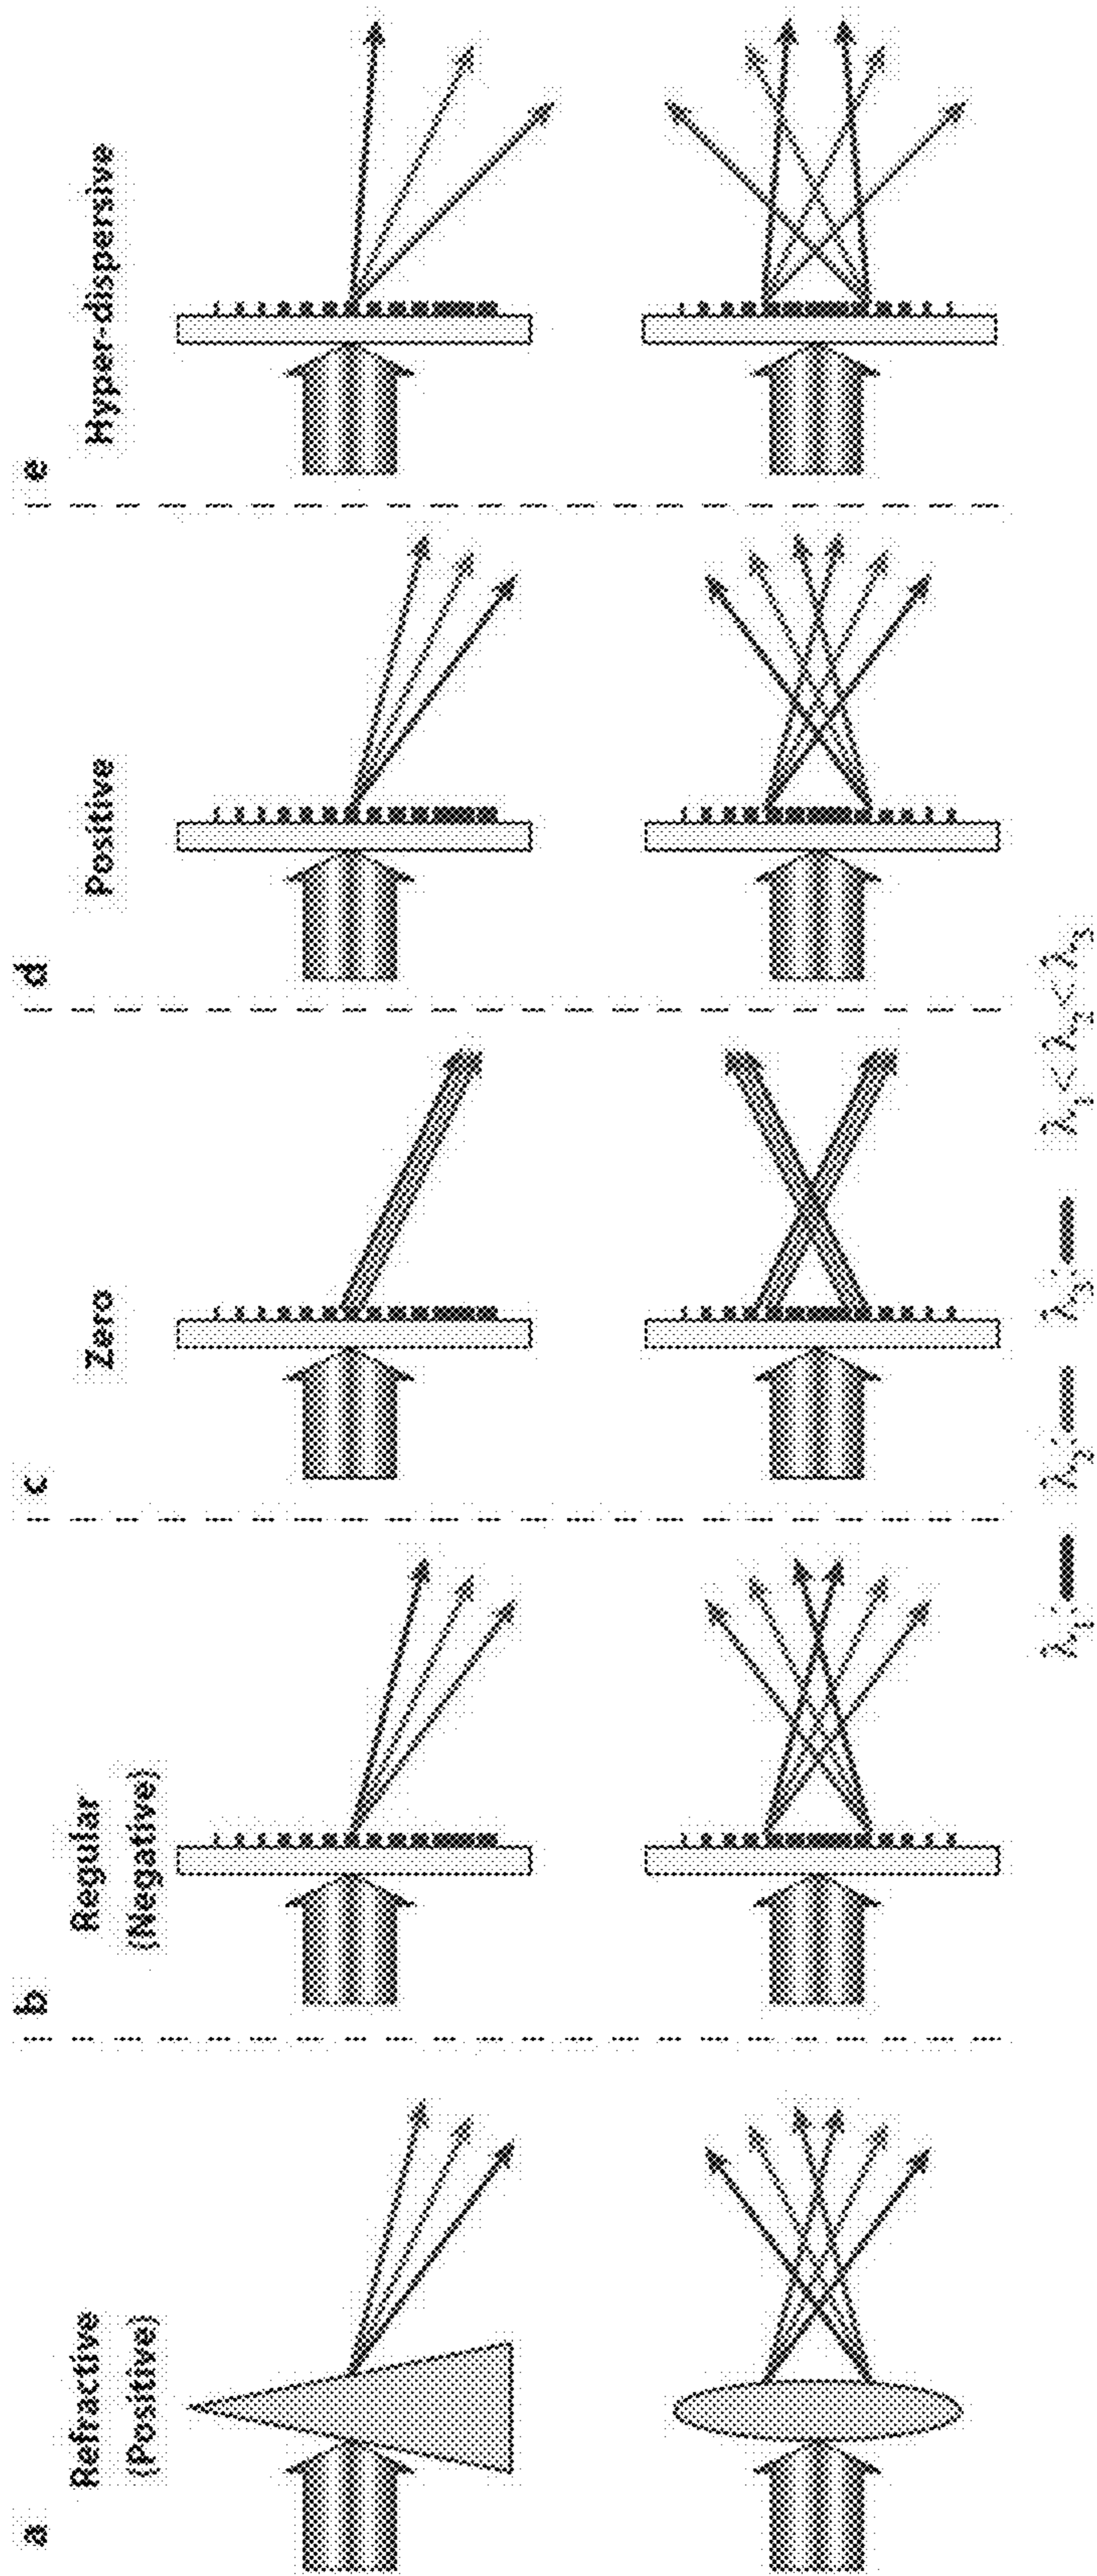 a
Refractive
(Positive)
b
Regular
(Negative)
c
Zero
d
Positive
e
Hyper-dispersive
λ₁: λ₂: λ₃: λ₁<λ₂<λ₃